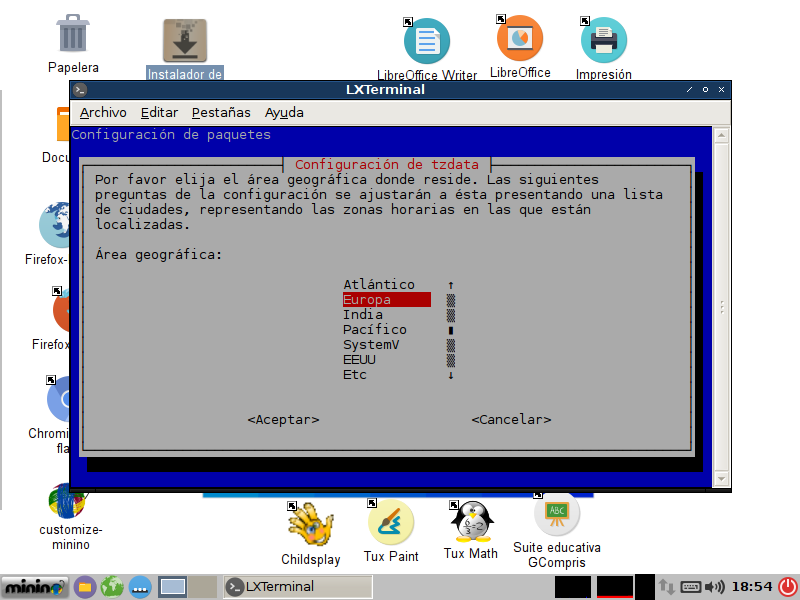 Papelera
Instalador de
LibreOffice Writer
LibreOffice
Impresión
LXTerminal
Archivo Editar Pestañas Ayuda
Configuración de paquetes
Configuración de tzdata
Por favor elija el área geográfica donde reside. Las siguientes
preguntas de la configuración se ajustarán a ésta presentando una lista
de ciudades, representando las zonas horarias en las que están
localizadas.
Área geográfica:
Atlántico
Europa
India
Pacífico
SystemV
EEUU
Etc
<Aceptar> <Cancelar>
Docu
Firefox-
Firefox
Chromi
fla
customize-
minino
Childsplay
Tux Paint
Tux Math
ABC
Suite educativa
GCompris
minino
LXTerminal
18:54